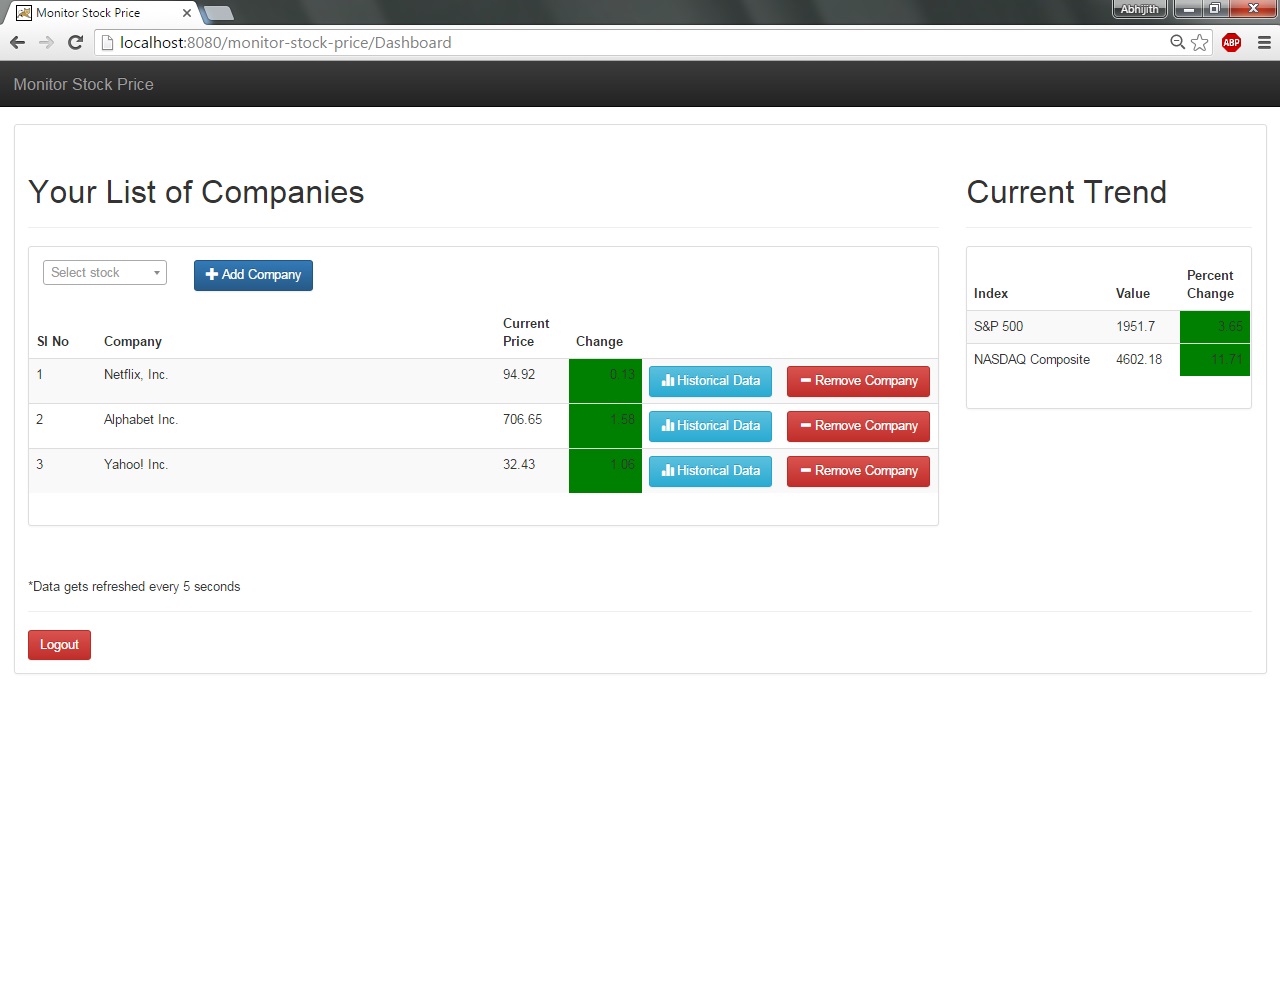 Monitor Stock Price
Abhijith
localhost:8080/monitor-stock-price/Dashboard
ABP
Monitor Stock Price
Your List of Companies
Select stock
Add Company
Sl No Company Current Price Change
1 Netflix, Inc. 94.92 0.13 Historical Data Remove Company
2 Alphabet Inc. 706.65 1.68 Historical Data Remove Company
3 Yahoo! Inc. 32.43 1.06 Historical Data Remove Company
Current Trend
Index Value Percent Change
S&P 500 1951.7 3.65
NASDAQ Composite 4602.18 11.71
*Data gets refreshed every 5 seconds
Logout